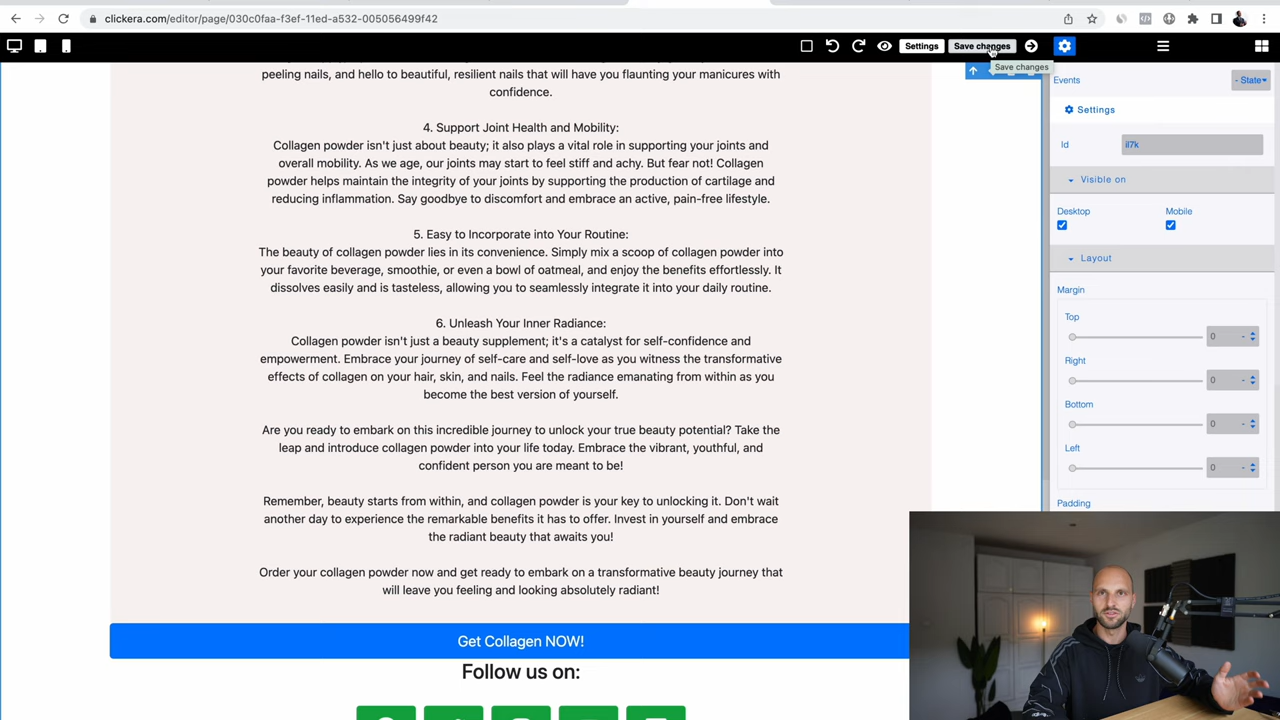 clickera.com/editor/page/030c0faa-f3ef-11ed-a532-005056499f42
Settings
Save changes
Save changes
peeling nails, and hello to beautiful, resilient nails that will have you flaunting your manicures with
confidence.
4. Support Joint Health and Mobility:
Collagen powder isn't just about beauty; it also plays a vital role in supporting your joints and
overall mobility. As we age, our joints may start to feel stiff and achy. But fear not! Collagen
powder helps maintain the integrity of your joints by supporting the production of cartilage and
reducing inflammation. Say goodbye to discomfort and embrace an active, pain-free lifestyle.
5. Easy to Incorporate into Your Routine:
The beauty of collagen powder lies in its convenience. Simply mix a scoop of collagen powder into
your favorite beverage, smoothie, or even a bowl of oatmeal, and enjoy the benefits effortlessly. It
dissolves easily and is tasteless, allowing you to seamlessly integrate it into your daily routine.
6. Unleash Your Inner Radiance:
Collagen powder isn't just a beauty supplement; it's a catalyst for self-confidence and
empowerment. Embrace your journey of self-care and self-love as you witness the transformative
effects of collagen on your hair, skin, and nails. Feel the radiance emanating from within as you
become the best version of yourself.
Are you ready to embark on this incredible journey to unlock your true beauty potential? Take the
leap and introduce collagen powder into your life today. Embrace the vibrant, youthful, and
confident person you are meant to be!
Remember, beauty starts from within, and collagen powder is your key to unlocking it. Don't wait
another day to experience the remarkable benefits it has to offer. Invest in yourself and embrace
the radiant beauty that awaits you!
Order your collagen powder now and get ready to embark on a transformative beauty journey that
will leave you feeling and looking absolutely radiant!
Get Collagen NOW!
Follow us on:
Events
- State
Settings
Id
il7k
Visible on
Desktop
Mobile
Layout
Margin
Top
0 -
Right
0 -
Bottom
0 -
Left
0 -
Padding